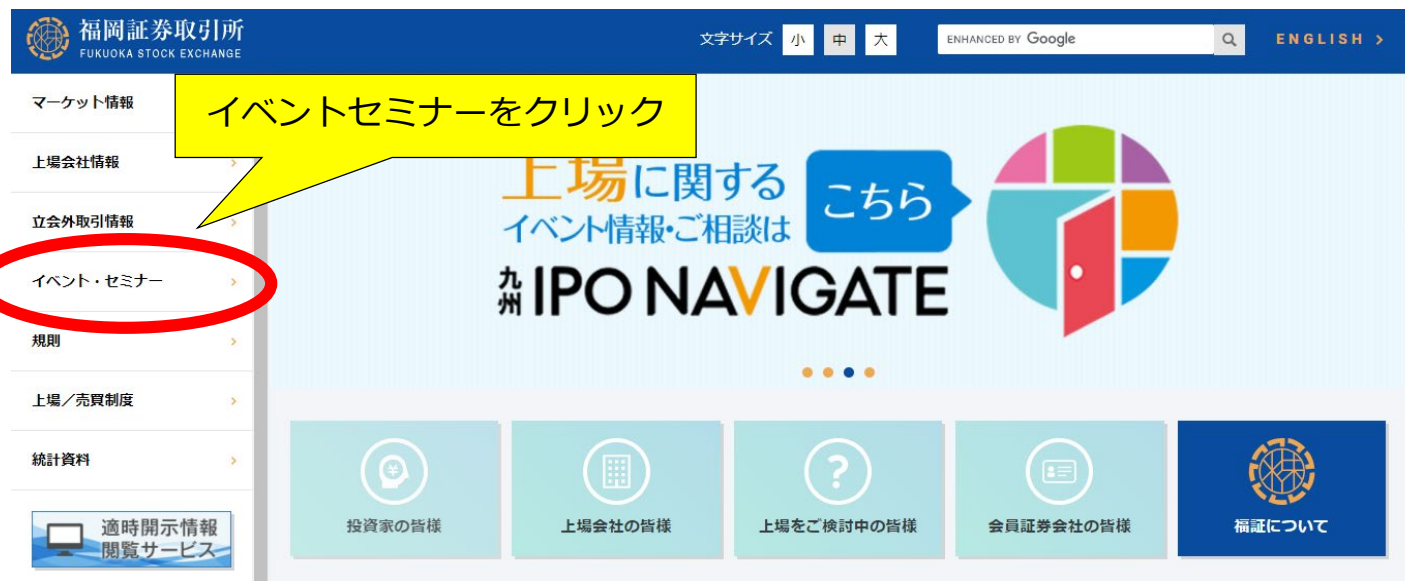 福岡証券取引所
FUKUOKA STOCK EXCHANGE
文字サイズ 小 中 大
ENHANCED BY Google
ENGLISH >
マーケット情報
イベントセミナーをクリック
上場会社情報
立会外取引情報
イベント・セミナー
規則
上場/売買制度
統計資料
適時開示情報
閲覧サービス
上場に関する
イベント情報・ご相談は
こちら
九州 IPO NAVIGATE
投資家の皆様
上場会社の皆様
上場をご検討中の皆様
会員証券会社の皆様
福証について